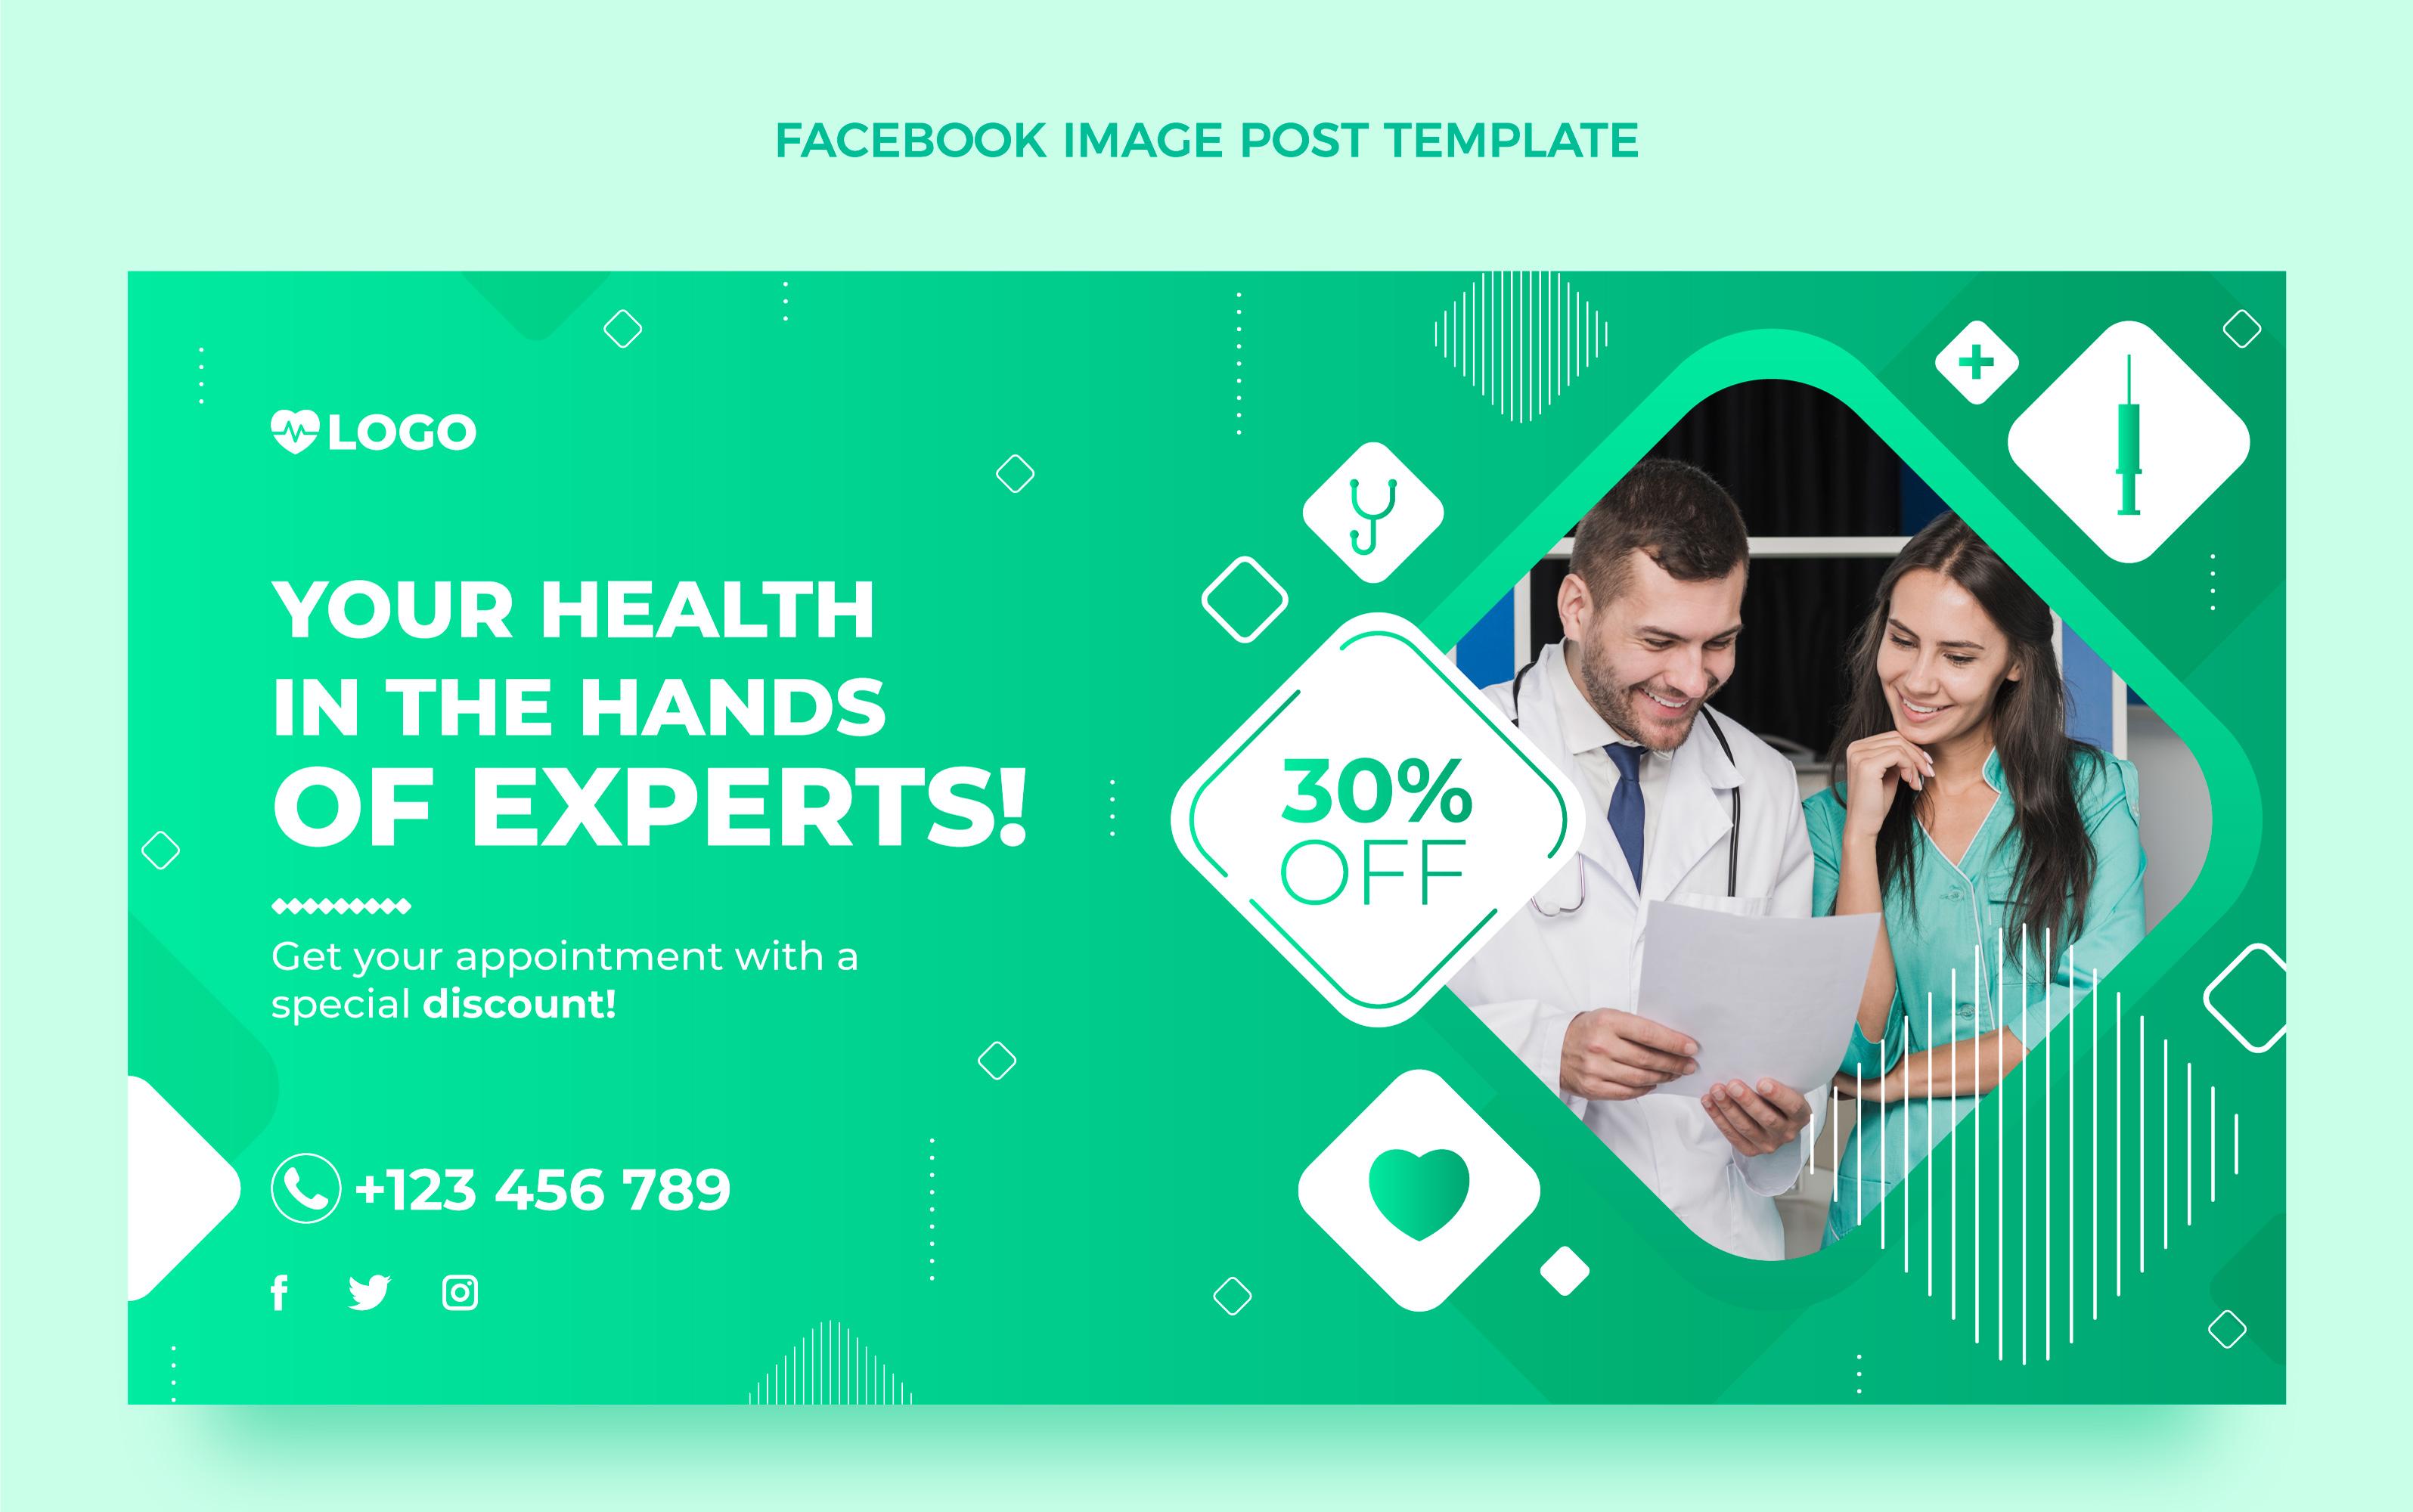 FACEBOOK IMAGE POST TEMPLATE
LOGO
YOUR HEALTH
IN THE HANDS
OF EXPERTS!
Get your appointment with a
special discount!
+123 456 789
30%
OFF